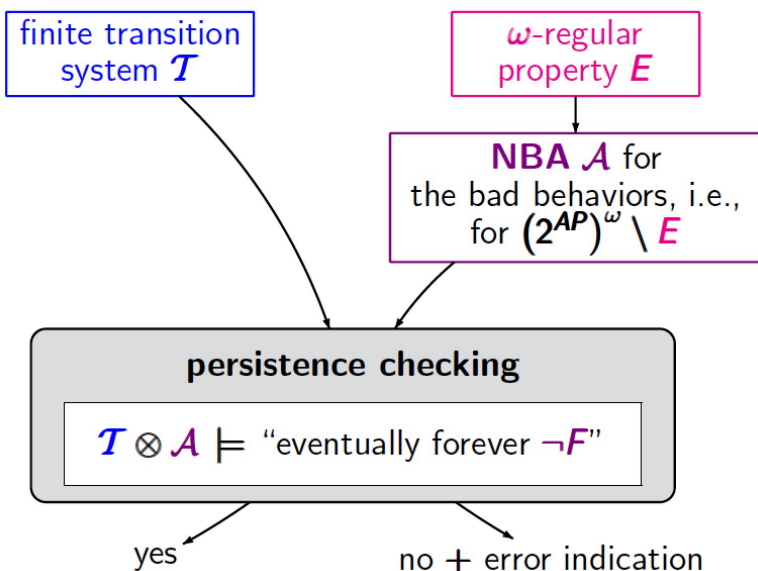 finite transition
system 𝒯
ω-regular
property E
NBA 𝒜 for
the bad behaviors, i.e.,
for (2^AP)^ω \ E
persistence checking
𝒯 ⊗ 𝒜 ⊨ “eventually forever ¬F”
yes
no + error indication